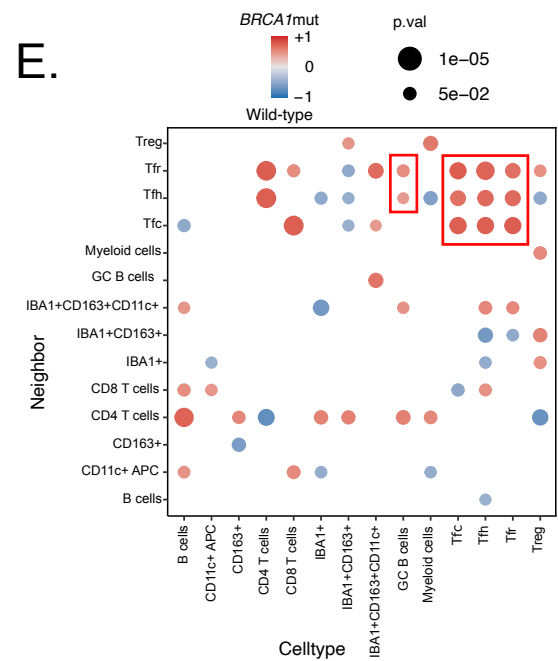 E.
BRCA1mut
+1
0
−1
Wild-type
p.val
1e−05
5e−02
Neighbor
Treg
Tfr
Tfh
Tfc
Myeloid cells
GC B cells
IBA1+CD163+CD11c+
IBA1+CD163+
IBA1+
CD8 T cells
CD4 T cells
CD163+
CD11c+ APC
B cells
B cells
CD11c+ APC
CD163+
CD4 T cells
CD8 T cells
IBA1+
IBA1+CD163+
IBA1+CD163+CD11c+
GC B cells
Myeloid cells
Tfc
Tfh
Tfr
Treg
Celltype